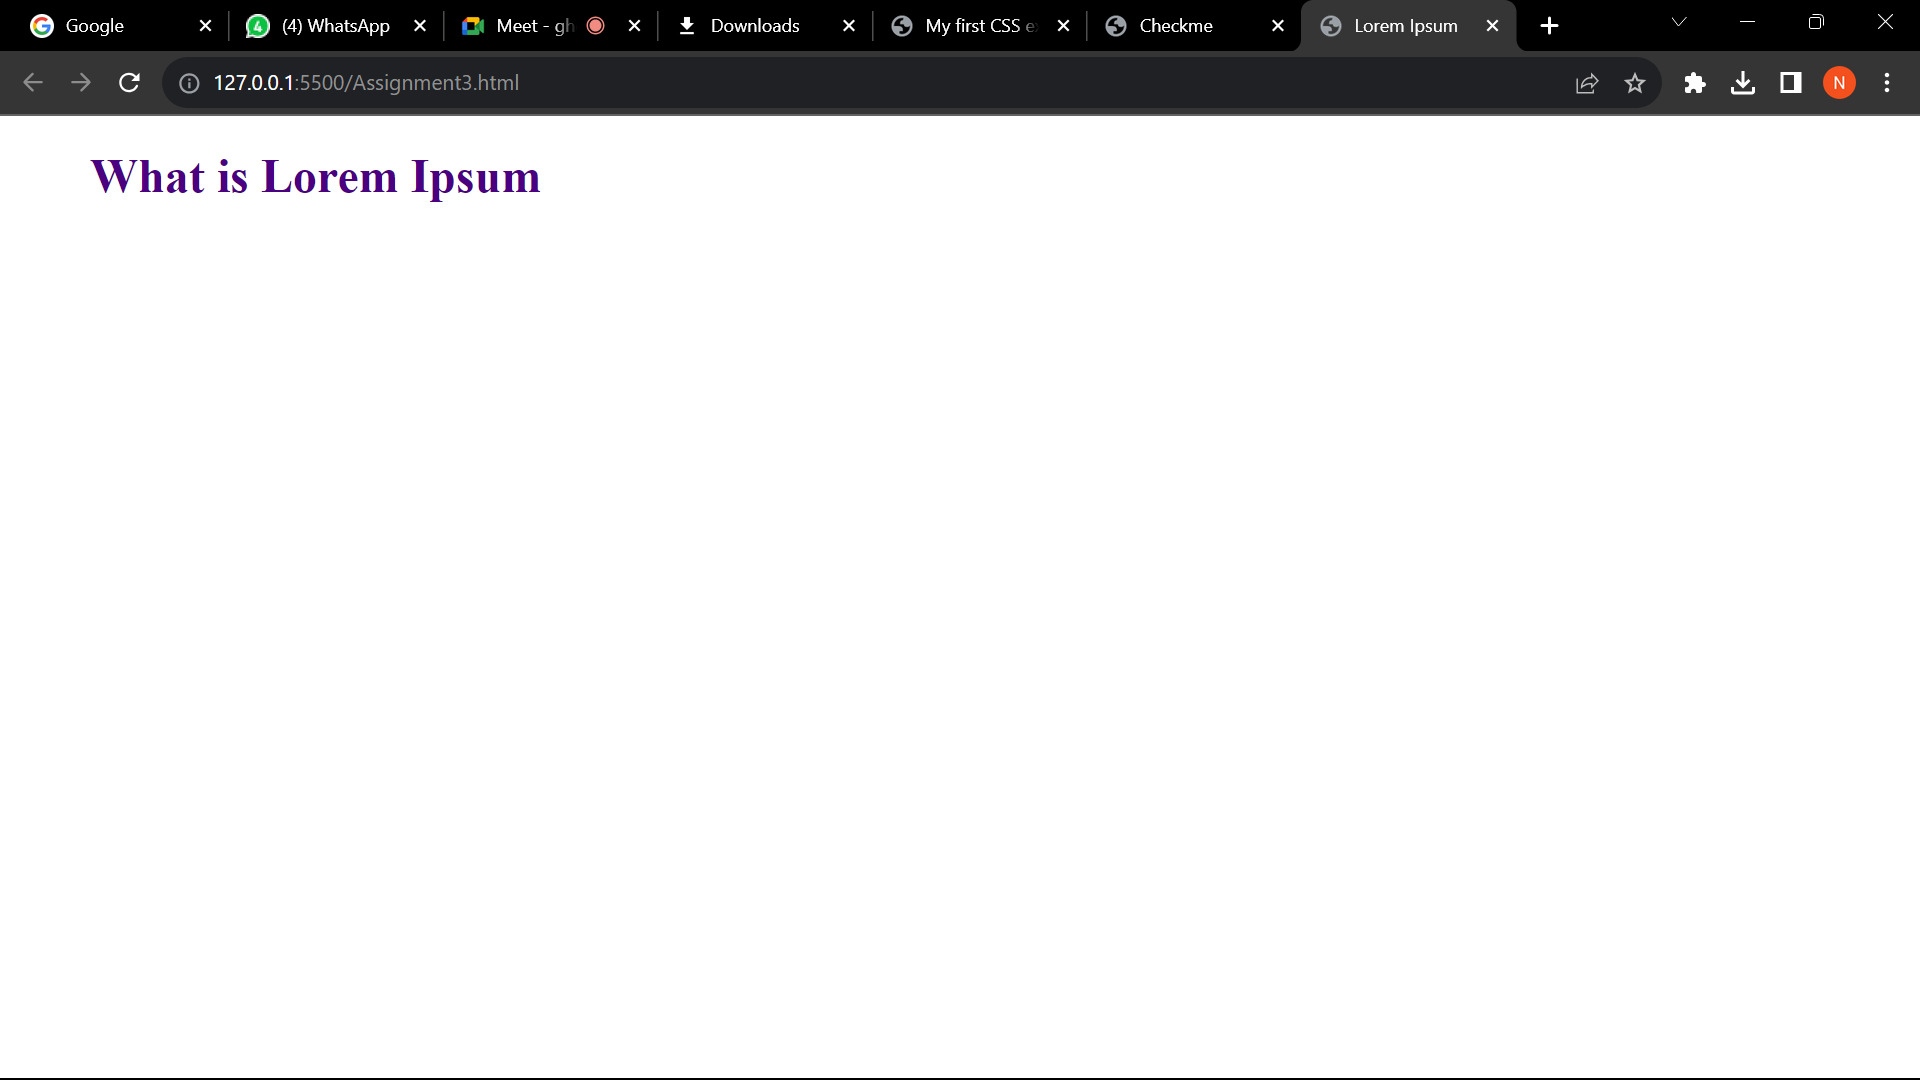 Google
4 (4) WhatsApp
Meet - gh
Downloads
My first CSS e
Checkme
Lorem Ipsum
127.0.0.1:5500/Assignment3.html
N
What is Lorem Ipsum